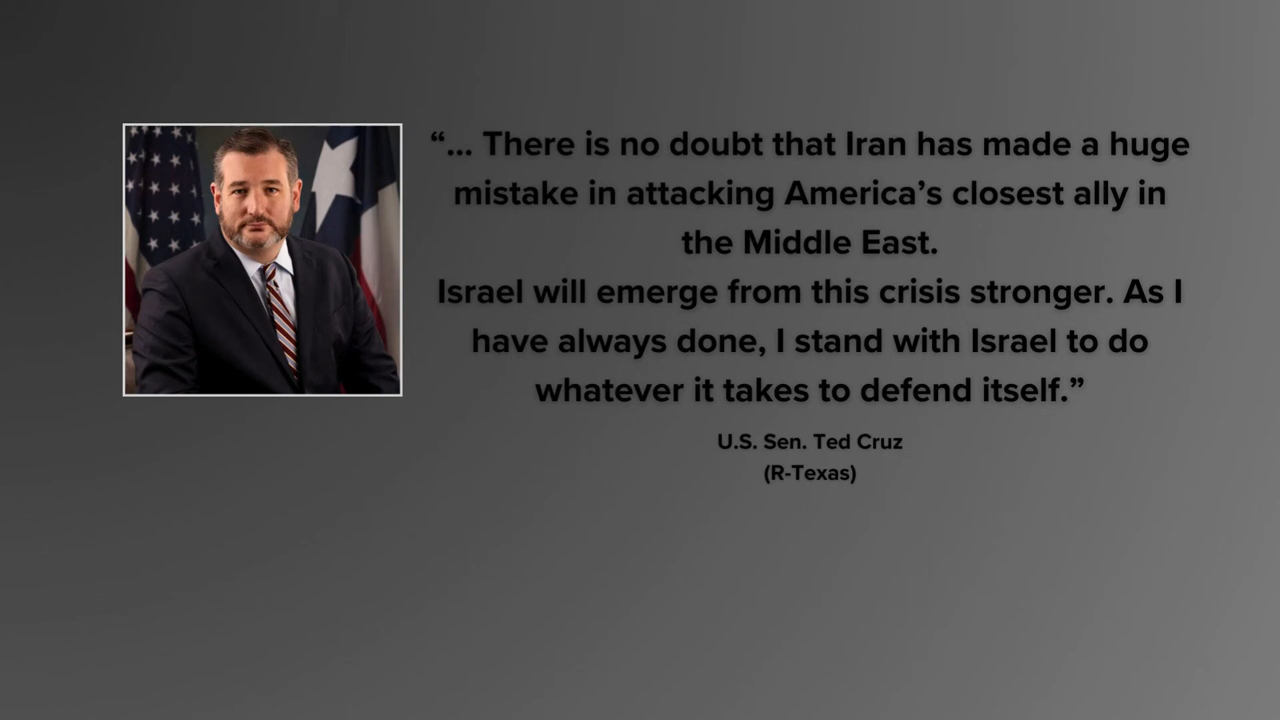 “... There is no doubt that Iran has made a huge
mistake in attacking America’s closest ally in
the Middle East.
Israel will emerge from this crisis stronger. As I
have always done, I stand with Israel to do
whatever it takes to defend itself.”
U.S. Sen. Ted Cruz
(R-Texas)